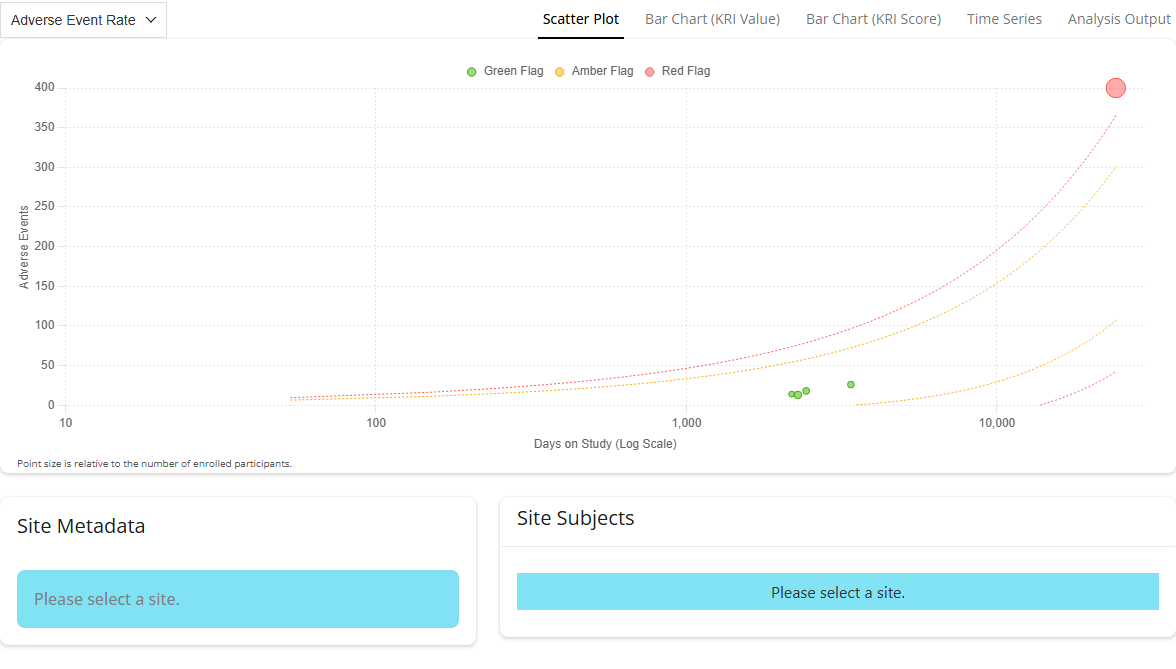 Adverse Event Rate
Scatter Plot Bar Chart (KRI Value) Bar Chart (KRI Score) Time Series Analysis Output
Green Flag Amber Flag Red Flag
400
350
300
250
200
150
100
50
0
Adverse Events
10 100 1,000 10,000
Days on Study (Log Scale)
Point size is relative to the number of enrolled participants.
Site Metadata
Please select a site.
Site Subjects
Please select a site.